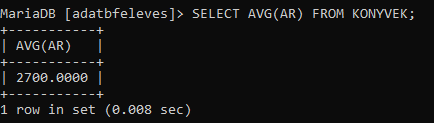 MariaDB [adatbfeleves]> SELECT AVG(AR) FROM KONYVEK;
+-----------+
| AVG(AR)   |
+-----------+
| 2700.0000 |
+-----------+
1 row in set (0.008 sec)